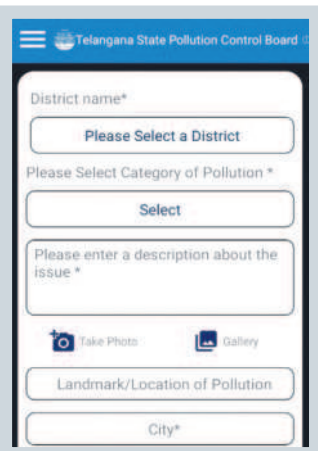 Telangana State Pollution Control Board
District name*
Please Select a District
Please Select Category of Pollution *
Select
Please enter a description about the
issue *
Take Photo
Gallery
Landmark/Location of Pollution
City*